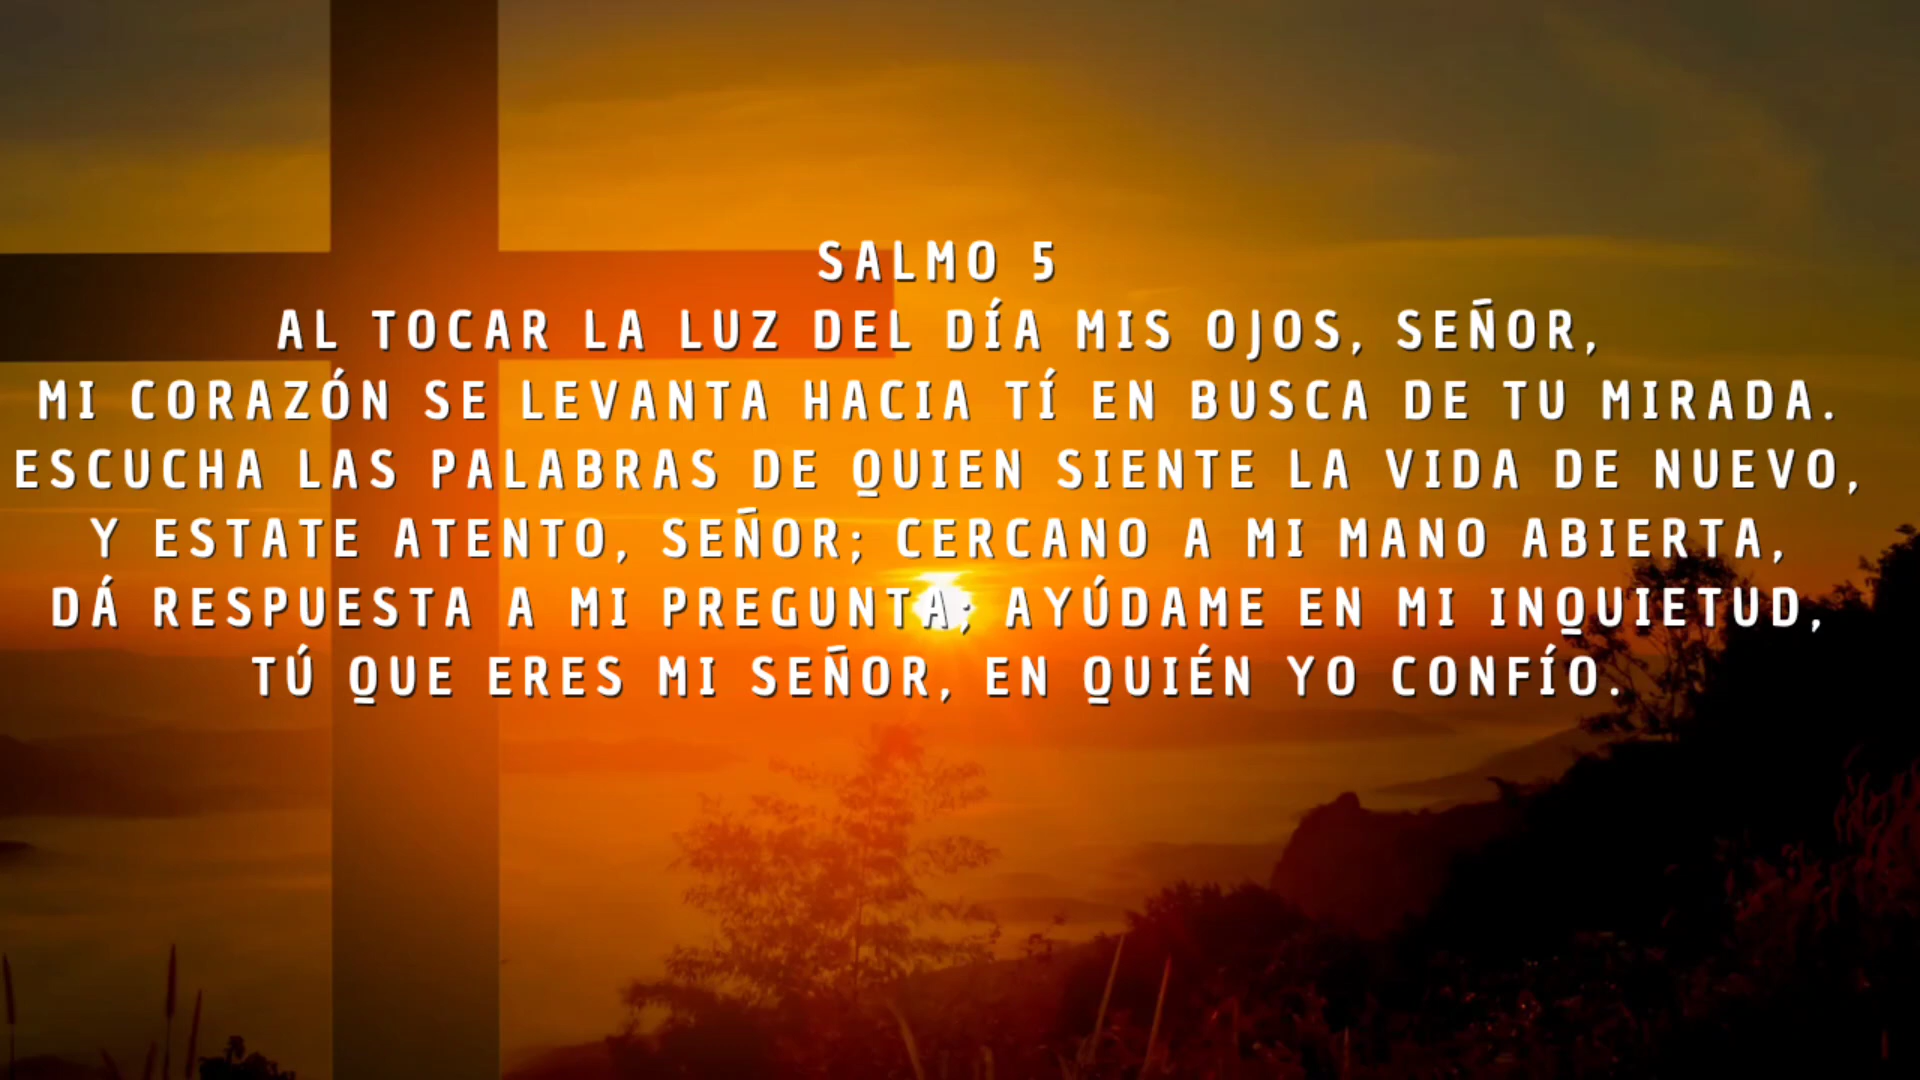 SALMO 5
AL TOCAR LA LUZ DEL DÍA MIS OJOS, SEÑOR,
MI CORAZÓN SE LEVANTA HACIA TÍ EN BUSCA DE TU MIRADA.
ESCUCHA LAS PALABRAS DE QUIEN SIENTE LA VIDA DE NUEVO,
Y ESTATE ATENTO, SEÑOR; CERCANO A MI MANO ABIERTA,
DÁ RESPUESTA A MI PREGUNTA; AYÚDAME EN MI INQUIETUD,
TÚ QUE ERES MI SEÑOR, EN QUIÉN YO CONFÍO.